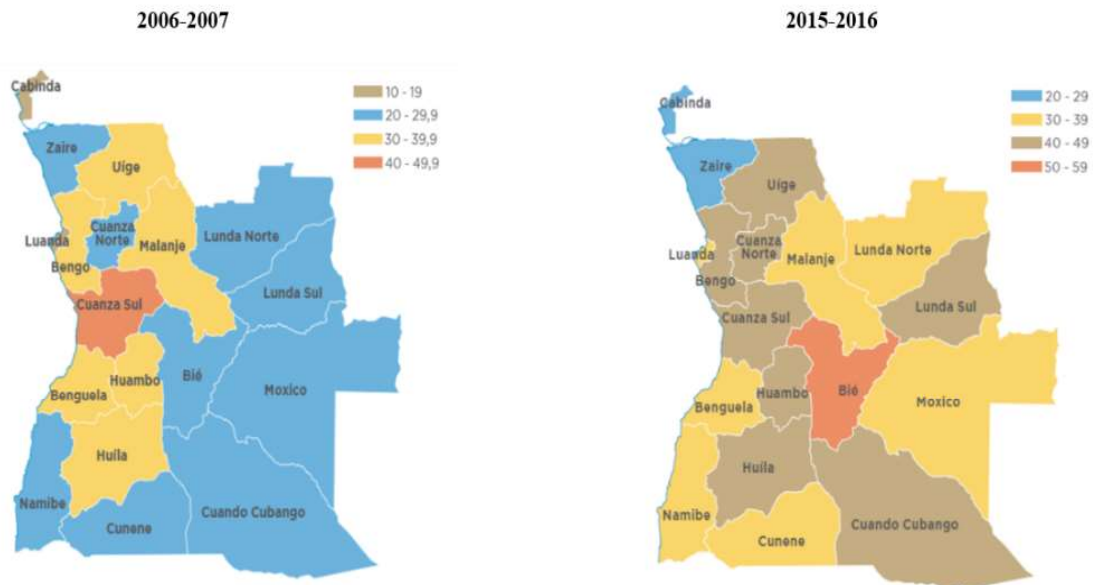 2006-2007
Cabinda
10 - 19
20 - 29,9
30 - 39,9
40 - 49,9
Zaire
Uíge
Luanda
Cuanza
Norte
Malanje
Lunda Norte
Bengo
Lunda Sul
Cuanza Sul
Huambo
Bié
Moxico
Benguela
Huíla
Namibe
Cunene
Cuando Cubango
2015-2016
Cabinda
20 - 29
30 - 39
40 - 49
50 - 59
Zaire
Uíge
Luanda
Cuanza
Norte
Malanje
Lunda Norte
Bengo
Lunda Sul
Cuanza Sul
Huambo
Bié
Moxico
Benguela
Huíla
Namibe
Cunene
Cuando Cubango